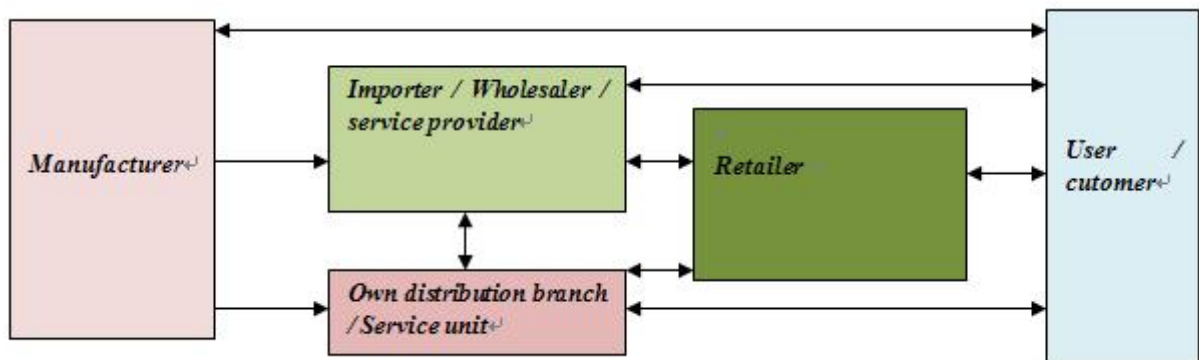 Importer / Wholesaler /
service provider
Manufacturer
Retailer
User /
cutomer
Own distribution branch
/Service unit